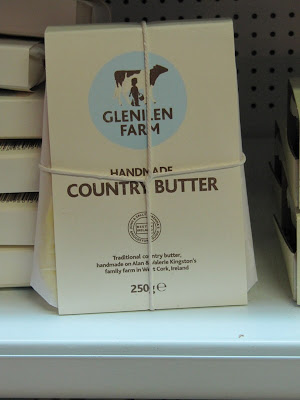 GLENILEN
FARM
HANDMADE
COUNTRY BUTTER
Traditional country butter,
handmade on Alan & Valerie Kingston's
family farm in West Cork, Ireland
250g ℮